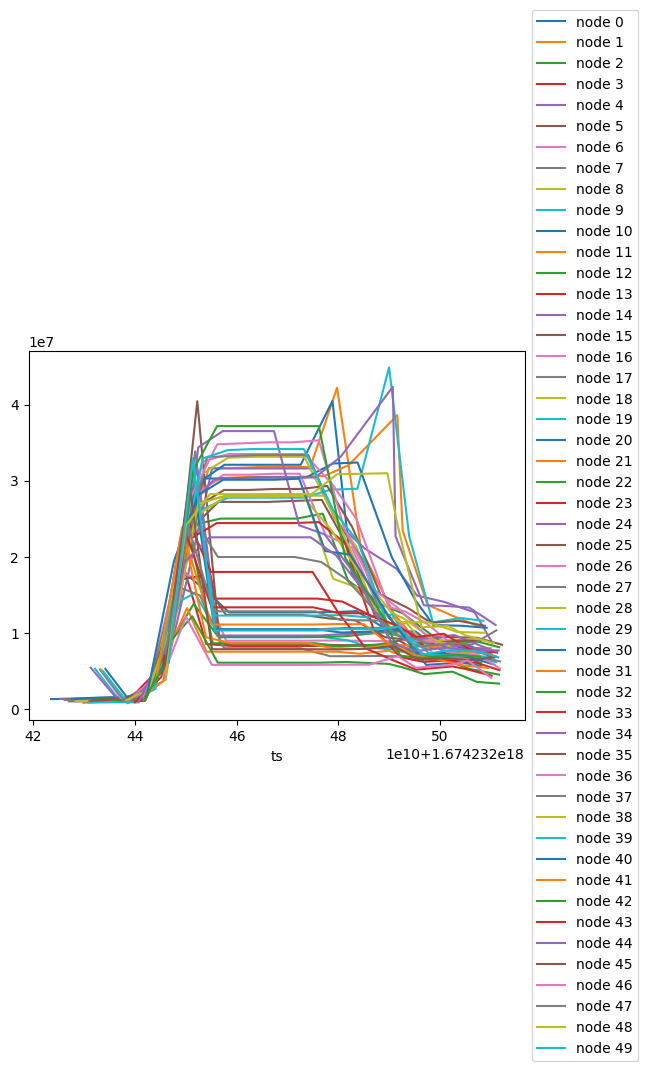 1e7
4
3
2
1
0
42 44 46 48 50
ts
1e10+1.674232e18
node 0
node 1
node 2
node 3
node 4
node 5
node 6
node 7
node 8
node 9
node 10
node 11
node 12
node 13
node 14
node 15
node 16
node 17
node 18
node 19
node 20
node 21
node 22
node 23
node 24
node 25
node 26
node 27
node 28
node 29
node 30
node 31
node 32
node 33
node 34
node 35
node 36
node 37
node 38
node 39
node 40
node 41
node 42
node 43
node 44
node 45
node 46
node 47
node 48
node 49